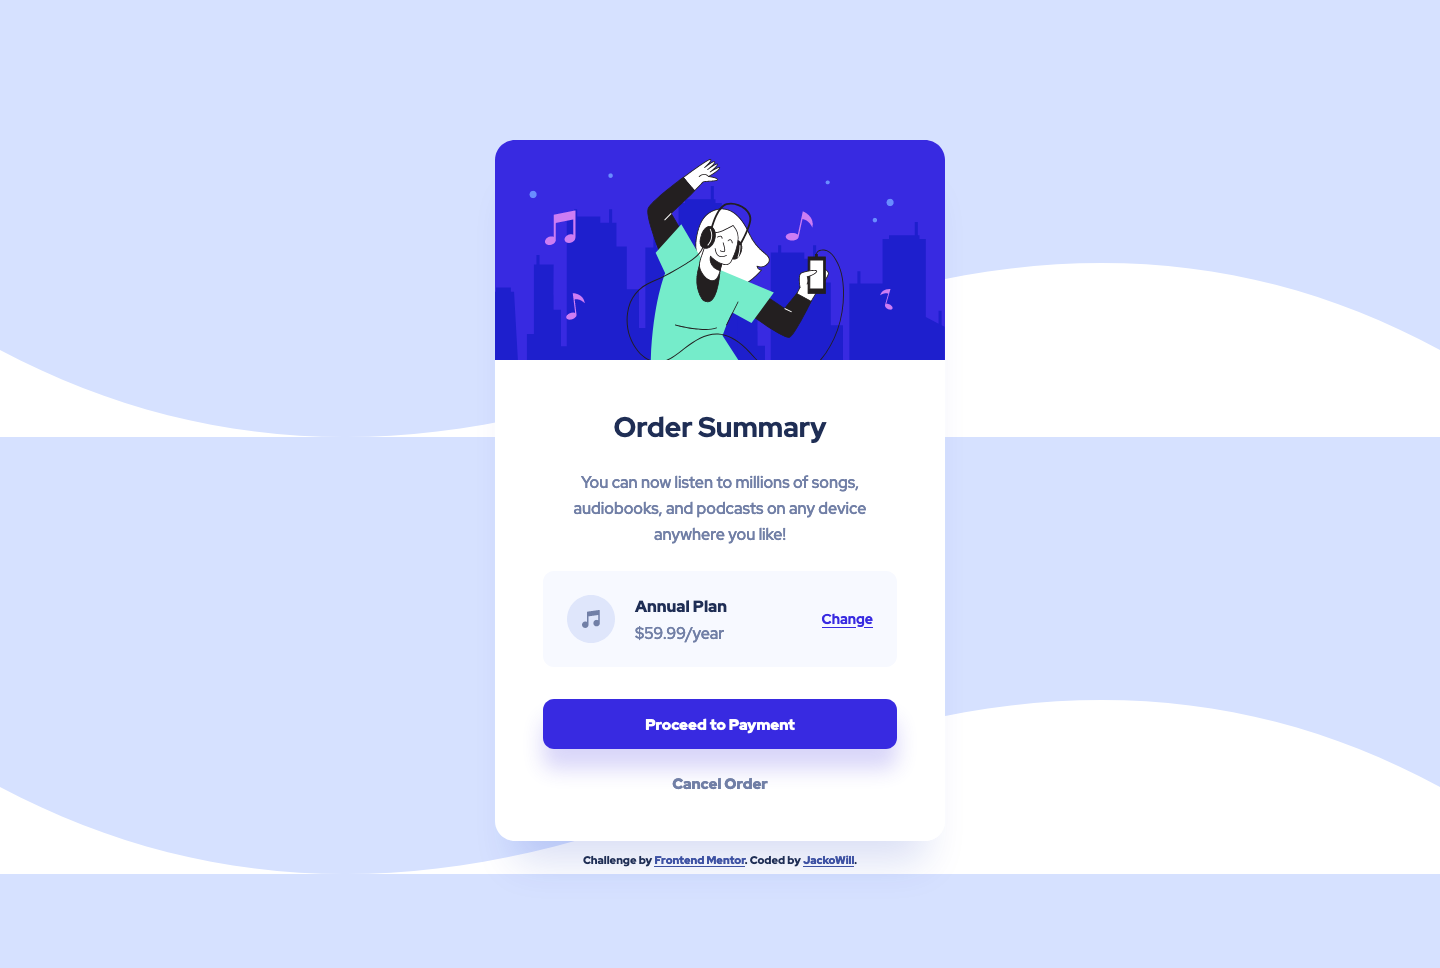 Order Summary
You can now listen to millions of songs,
audiobooks, and podcasts on any device
anywhere you like!
Annual Plan
$59.99/year
Change
Proceed to Payment
Cancel Order
Challenge by Frontend Mentor. Coded by JackoWill.